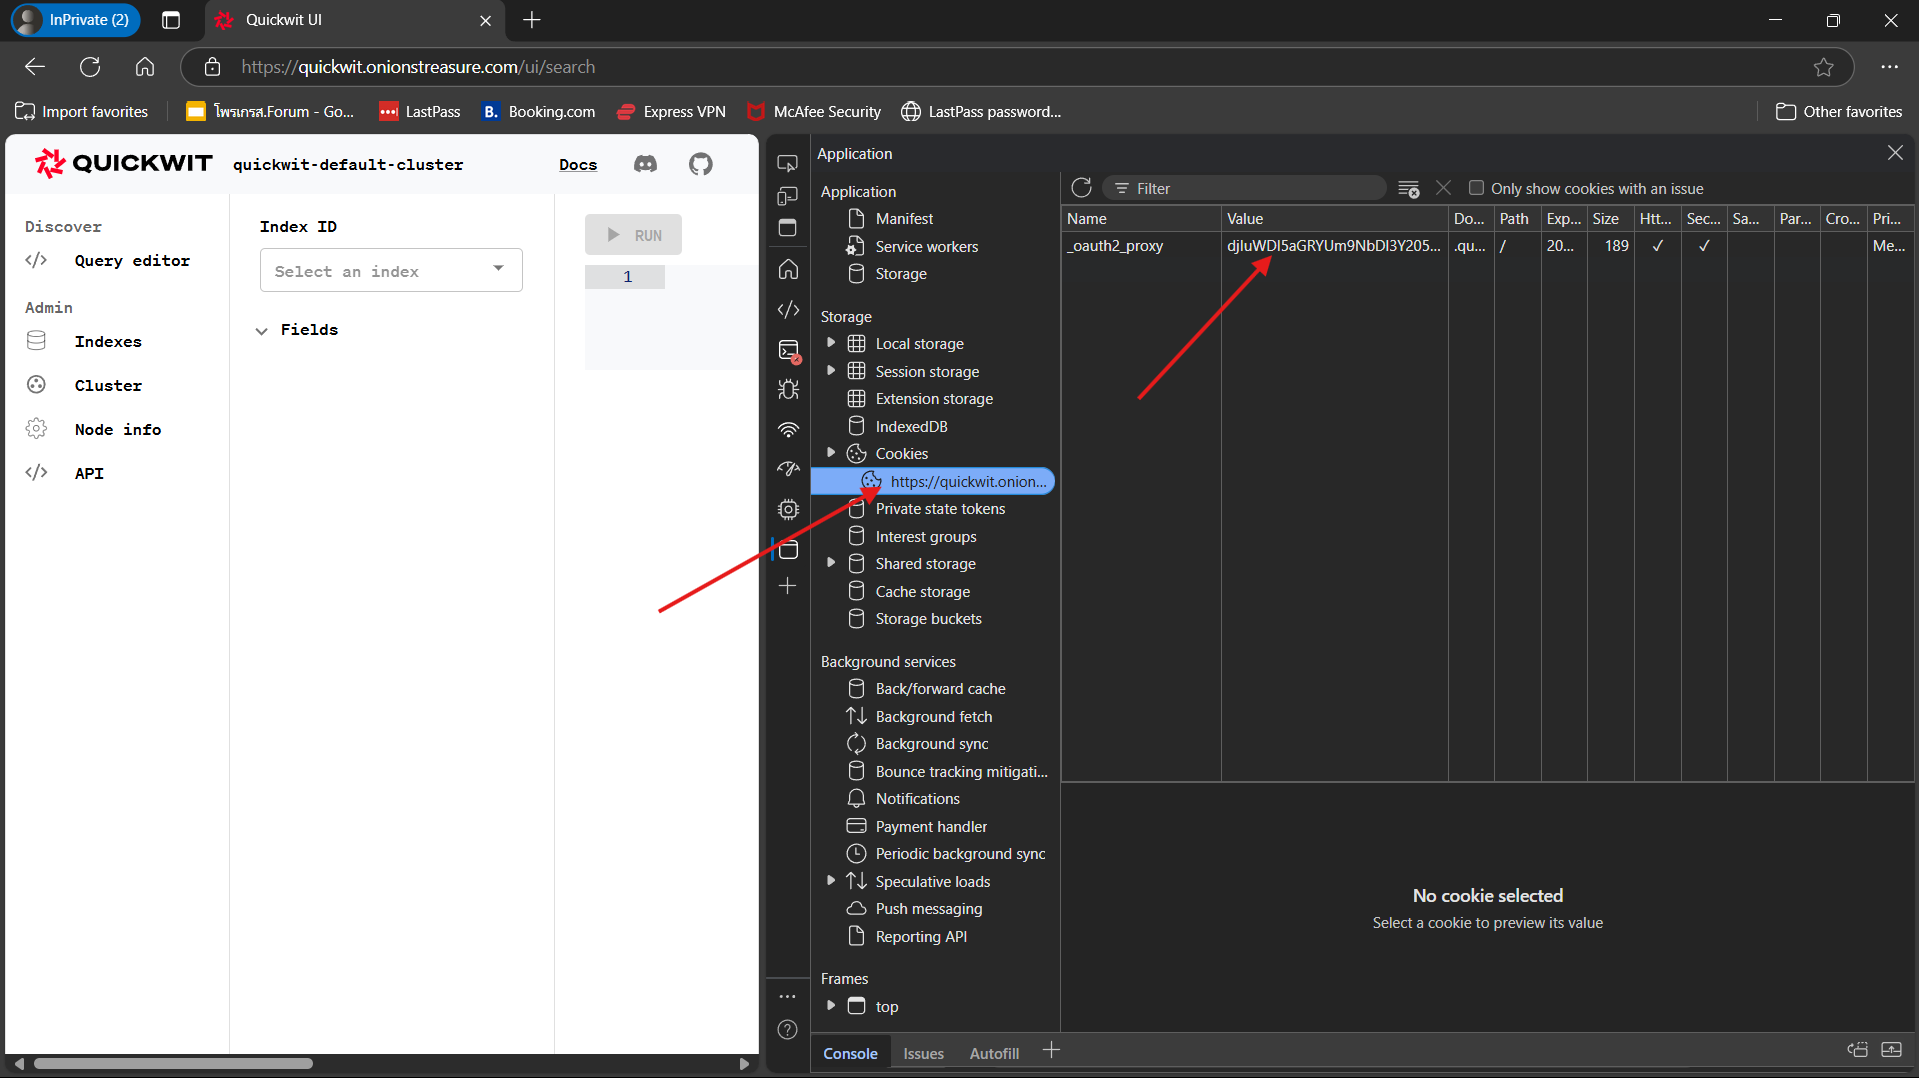 InPrivate (2)
Quickwit UI
https://quickwit.onionstreasure.com/ui/search
Import favorites
โพรเกรส.Forum - Go...
LastPass
B.
Booking.com
Express VPN
McAfee Security
LastPass password...
Other favorites
QUICKWIT
quickwit-default-cluster
Docs
Discover
Query editor
Admin
Indexes
Cluster
Node info
API
Index ID
Select an index
Fields
RUN
1
Application
Application
Manifest
Service workers
Storage
Storage
Local storage
Session storage
Extension storage
IndexedDB
Cookies
https://quickwit.onion...
Private state tokens
Interest groups
Shared storage
Cache storage
Storage buckets
Background services
Back/forward cache
Background fetch
Background sync
Bounce tracking mitigati...
Notifications
Payment handler
Periodic background sync
Speculative loads
Push messaging
Reporting API
Frames
top
Filter
Only show cookies with an issue
Name Value Do... Path Exp... Size Htt... Sec... Sa... Par... Cro... Pri...
_oauth2_proxy djIuWDI5aGRYUm9NbDl3Y205... .qu... / 20... 189 ✓ ✓ Me...
No cookie selected
Select a cookie to preview its value
Console
Issues
Autofill